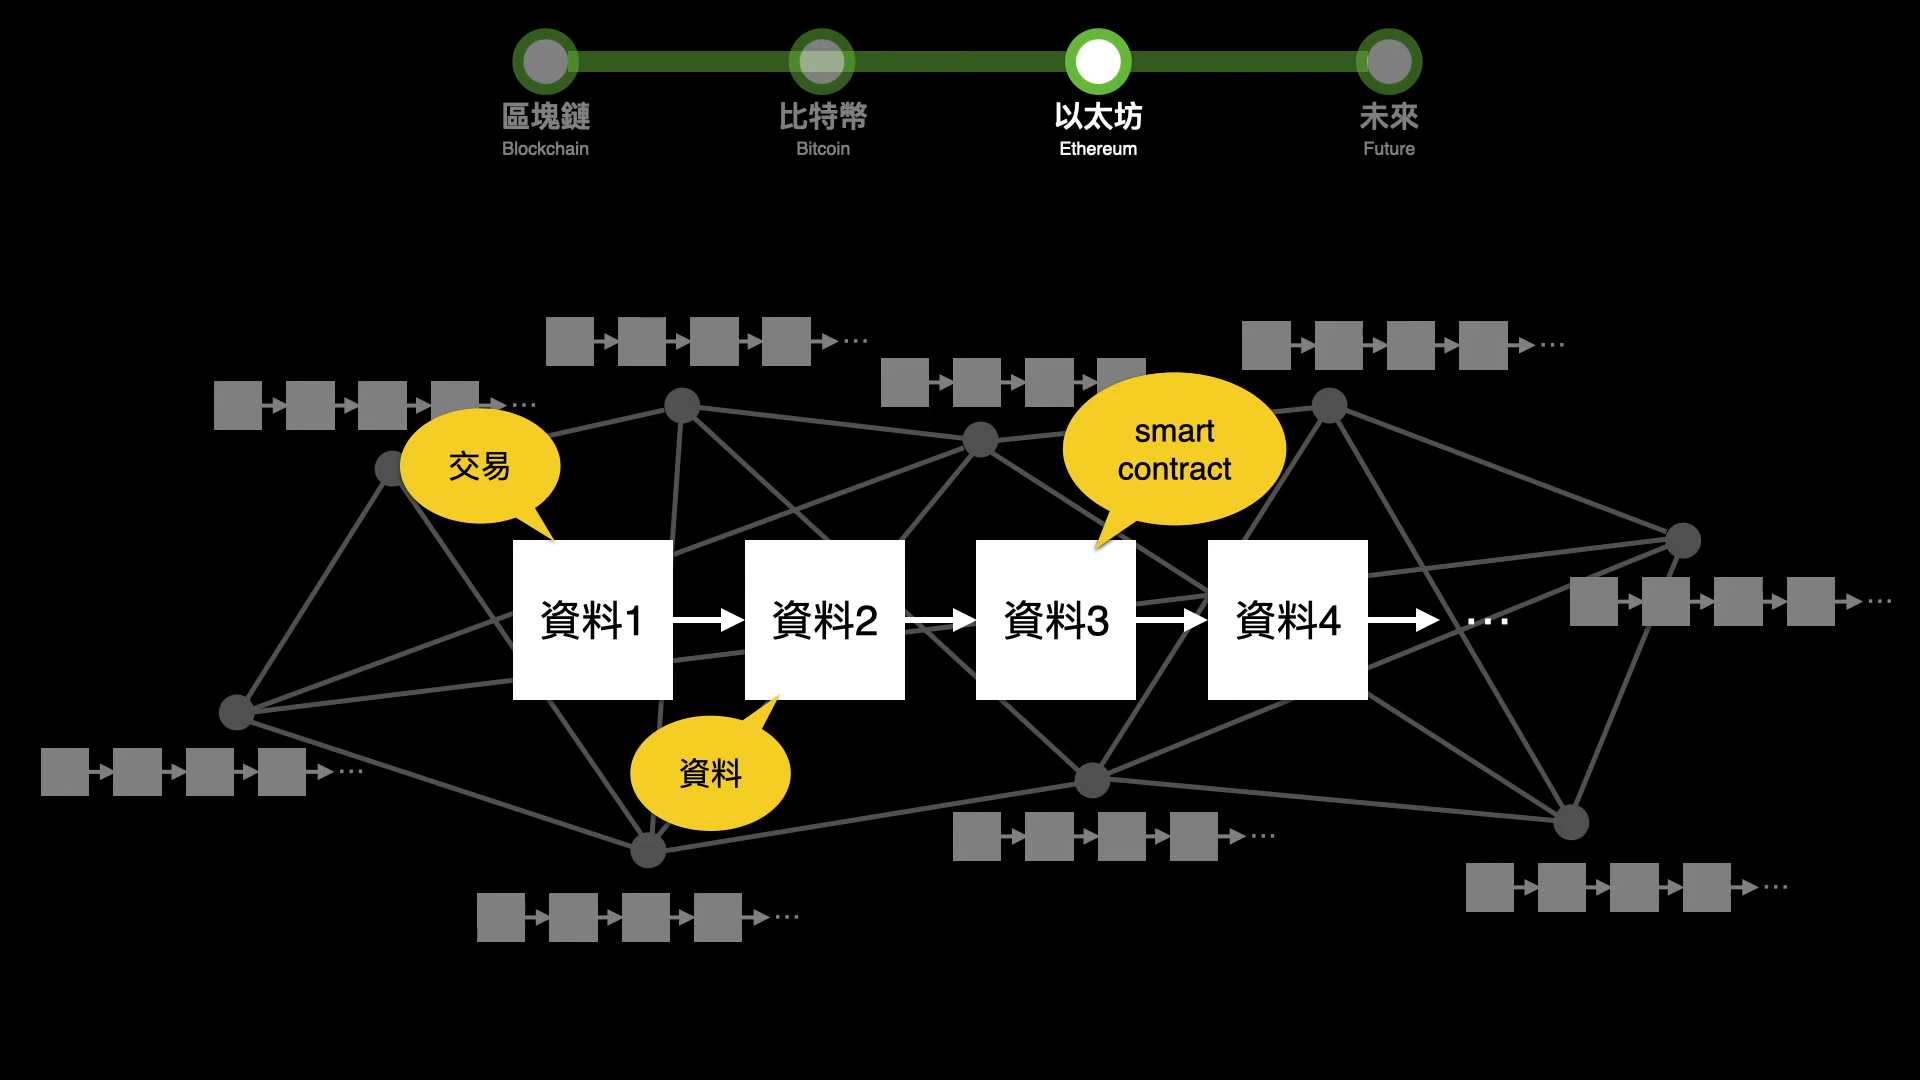 區塊鏈
Blockchain
比特幣
Bitcoin
以太坊
Ethereum
未來
Future
交易
smart
contract
資料1
資料2
資料3
資料4
...
資料